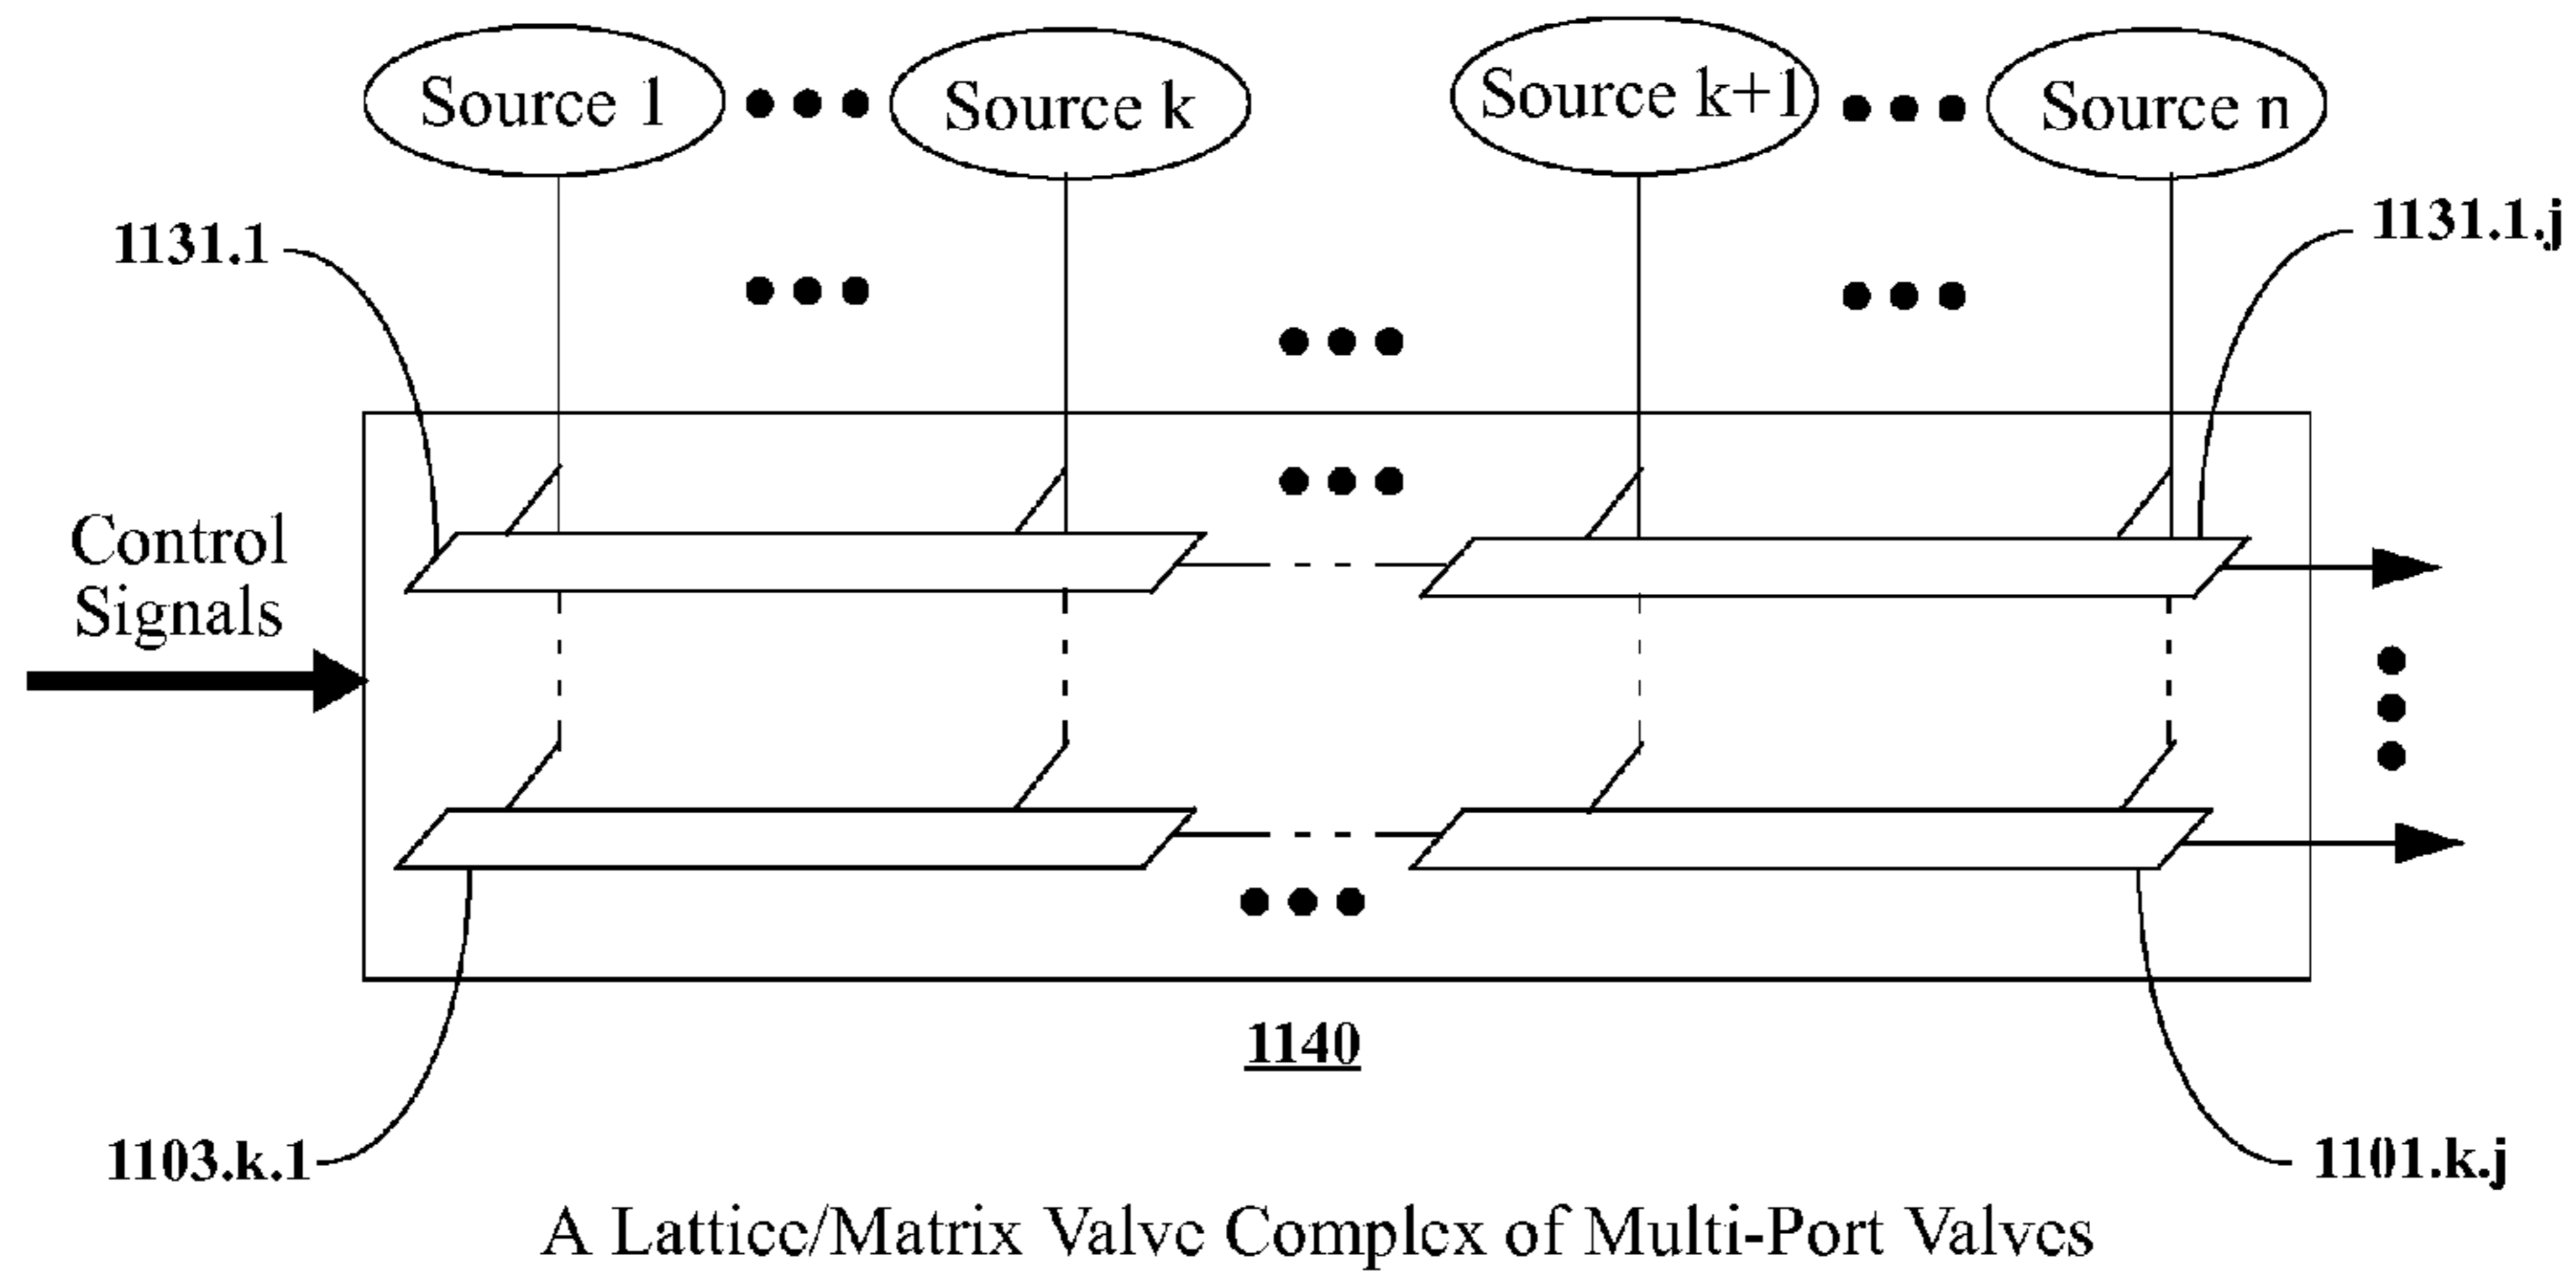 Source 1
Source k
Source k+1
Source n
1131.1
1131.1.j
Control
Signals
1140
1103.k.1
1101.k.j
A Lattice/Matrix Valve Complex of Multi-Port Valves